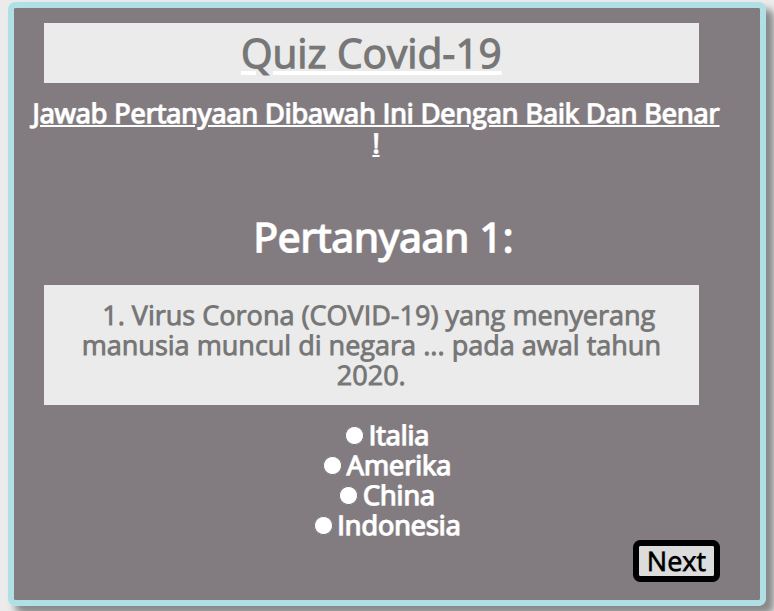 Quiz Covid-19
Jawab Pertanyaan Dibawah Ini Dengan Baik Dan Benar
!
Pertanyaan 1:
1. Virus Corona (COVID-19) yang menyerang
manusia muncul di negara ... pada awal tahun
2020.
Italia
Amerika
China
Indonesia
Next